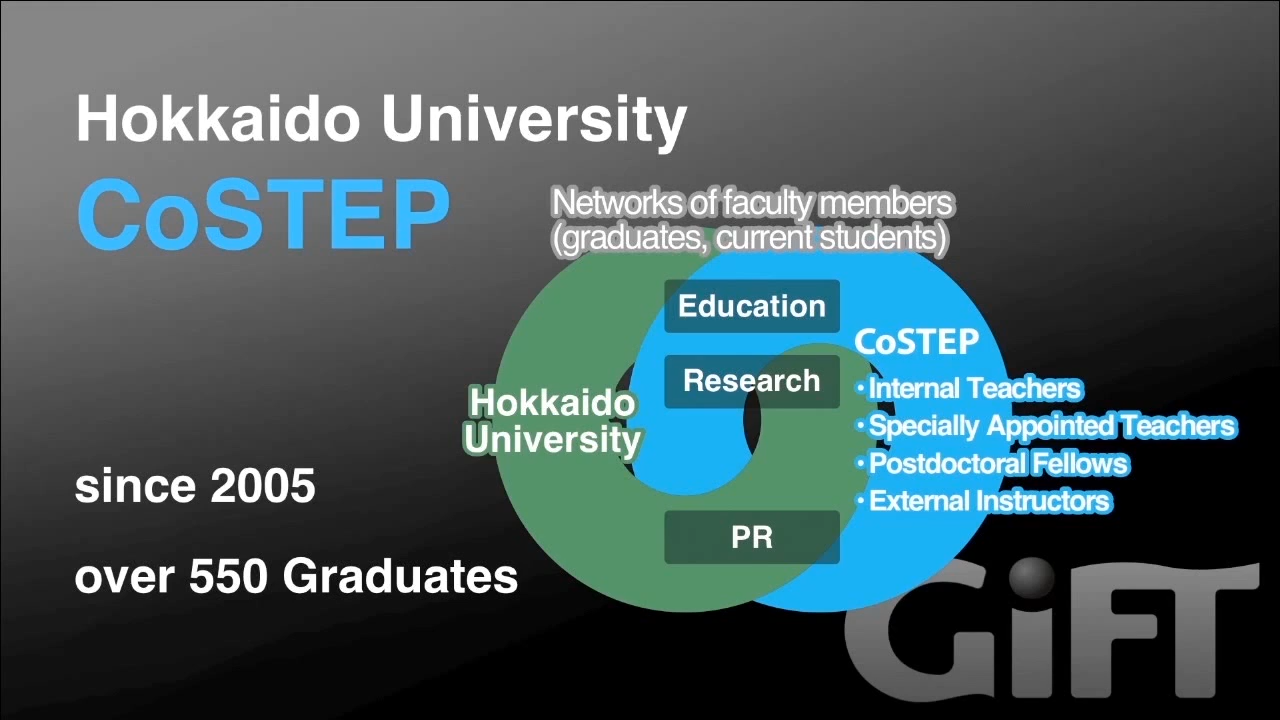 Hokkaido University
CoSTEP
Networks of faculty members
(graduates, current students)
Education
Research
PR
Hokkaido
University
CoSTEP
・Internal Teachers
・Specially Appointed Teachers
・Postdoctoral Fellows
・External Instructors
since 2005
over 550 Graduates
GiFT